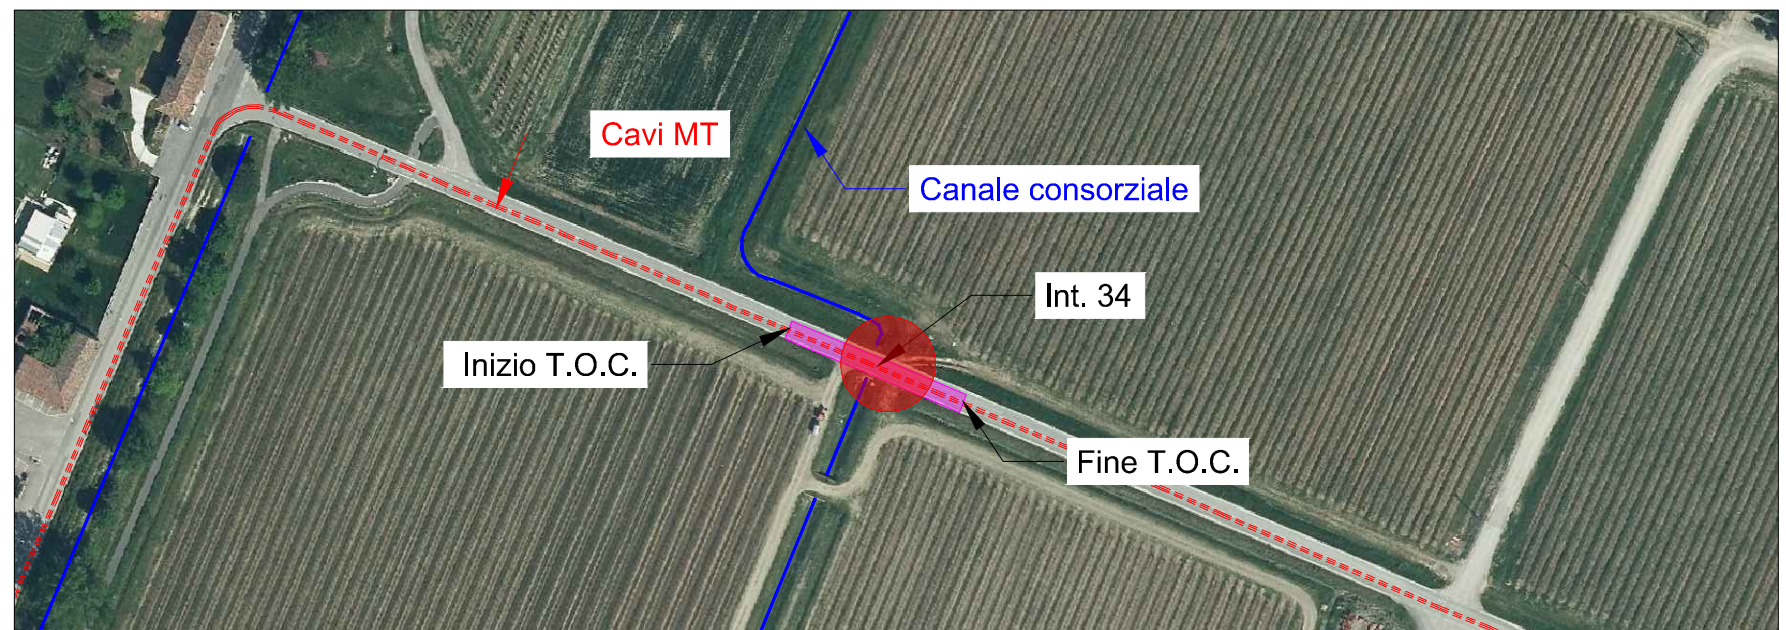 Cavi MT
Canale consorziale
Int. 34
Inizio T.O.C.
Fine T.O.C.